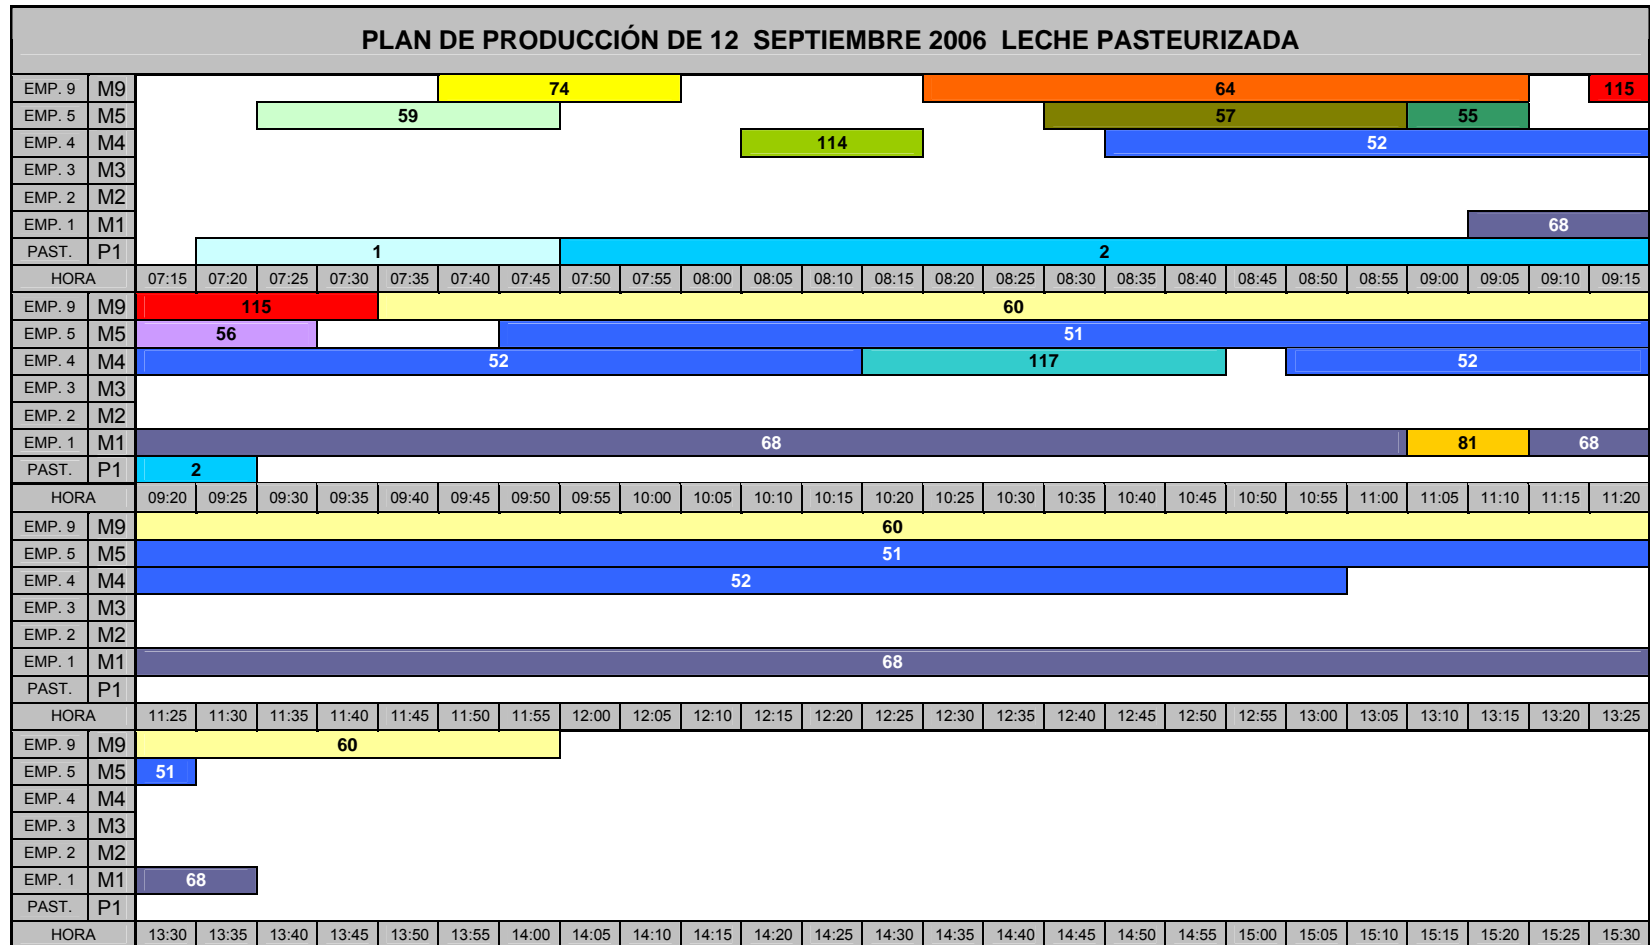 PLAN DE PRODUCCIÓN DE 12 SEPTIEMBRE 2006 LECHE PASTEURIZADA
EMP. 9 M9 74 64 115
EMP. 5 M5 59 57 55
EMP. 4 M4 114 52
EMP. 3 M3
EMP. 2 M2
EMP. 1 M1 68
PAST. P1 1 2
HORA 07:15 07:20 07:25 07:30 07:35 07:40 07:45 07:50 07:55 08:00 08:05 08:10 08:15 08:20 08:25 08:30 08:35 08:40 08:45 08:50 08:55 09:00 09:05 09:10 09:15
EMP. 9 M9 115 60
EMP. 5 M5 56 51
EMP. 4 M4 52 117 52
EMP. 3 M3
EMP. 2 M2
EMP. 1 M1 68 81 68
PAST. P1 2
HORA 09:20 09:25 09:30 09:35 09:40 09:45 09:50 09:55 10:00 10:05 10:10 10:15 10:20 10:25 10:30 10:35 10:40 10:45 10:50 10:55 11:00 11:05 11:10 11:15 11:20
EMP. 9 M9 60
EMP. 5 M5 51
EMP. 4 M4 52
EMP. 3 M3
EMP. 2 M2
EMP. 1 M1 68
PAST. P1
HORA 11:25 11:30 11:35 11:40 11:45 11:50 11:55 12:00 12:05 12:10 12:15 12:20 12:25 12:30 12:35 12:40 12:45 12:50 12:55 13:00 13:05 13:10 13:15 13:20 13:25
EMP. 9 M9 60
EMP. 5 M5 51
EMP. 4 M4
EMP. 3 M3
EMP. 2 M2
EMP. 1 M1 68
PAST. P1
HORA 13:30 13:35 13:40 13:45 13:50 13:55 14:00 14:05 14:10 14:15 14:20 14:25 14:30 14:35 14:40 14:45 14:50 14:55 15:00 15:05 15:10 15:15 15:20 15:25 15:30